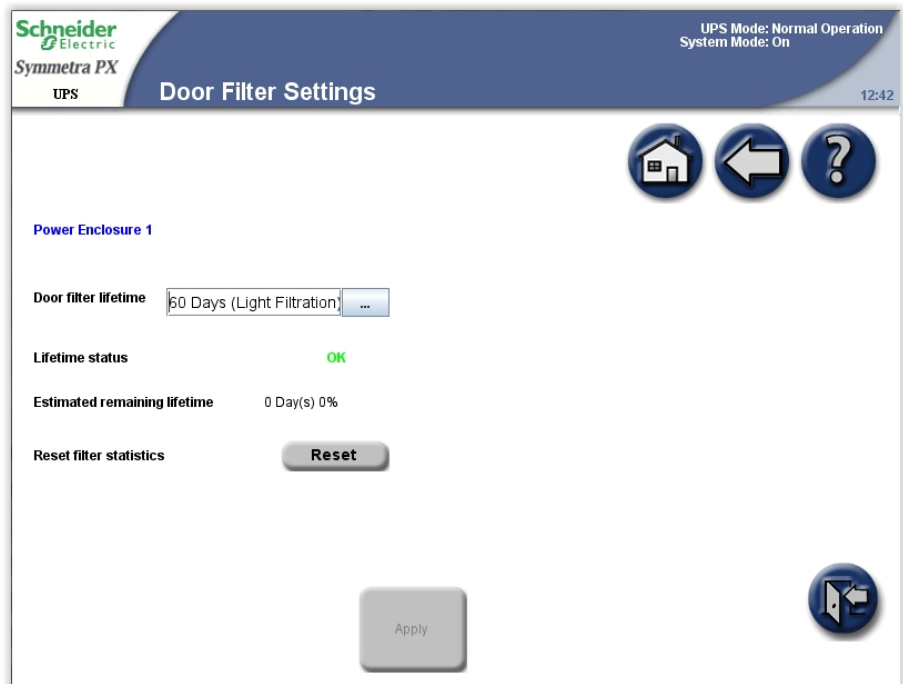 Schneider
Electric
Symmetra PX
UPS
Door Filter Settings
UPS Mode: Normal Operation
System Mode: On
12:42
?
Power Enclosure 1
Door filter lifetime 60 Days (Light Filtration) ...
Lifetime status OK
Estimated remaining lifetime 0 Day(s) 0%
Reset filter statistics Reset
Apply